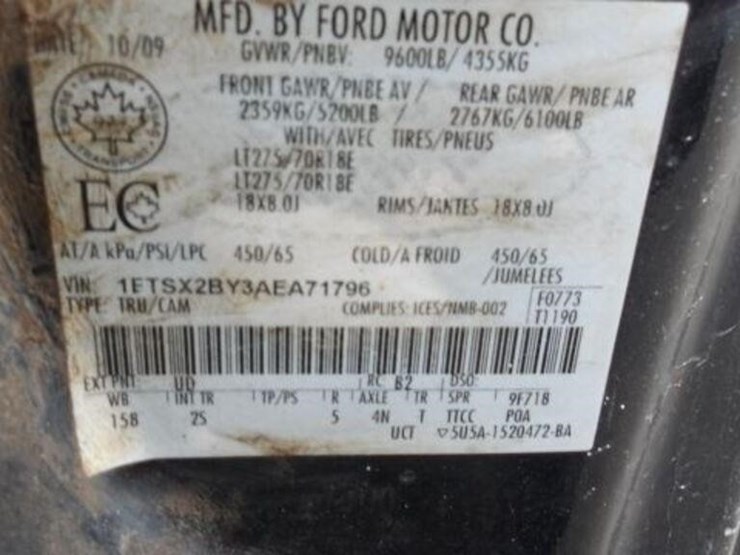 MFD. BY FORD MOTOR CO.
DATE: 10/09 GVWR/PNBV: 9600LB/ 4355KG
FRONT GAWR/PNBE AV / REAR GAWR/ PNBE AR
2359KG/5200LB / 2767KG/6100LB
WITH/AVEC TIRES/PNEUS
LT275/70R18E
LT275/70R18E
18X8.0J RIMS/JANTES 18X8.0J
CANADA
TRANSPORT
EC
AT/A kPa/PSI/LPC 450/65 COLD/A FROID 450/65
/JUMELEES
VIN: 1FTSX2BY3AEA71796
TYPE: TRU/CAM COMPLIES: ICES/NMB-002
F0773
T1190
EXT PNT: UD RC: B2 DSO:
WB INT TR TP/PS R AXLE TR SPR 9F718
158 2S 5 4N T TTCC POA
UCT ▽5U5A-1520472-BA